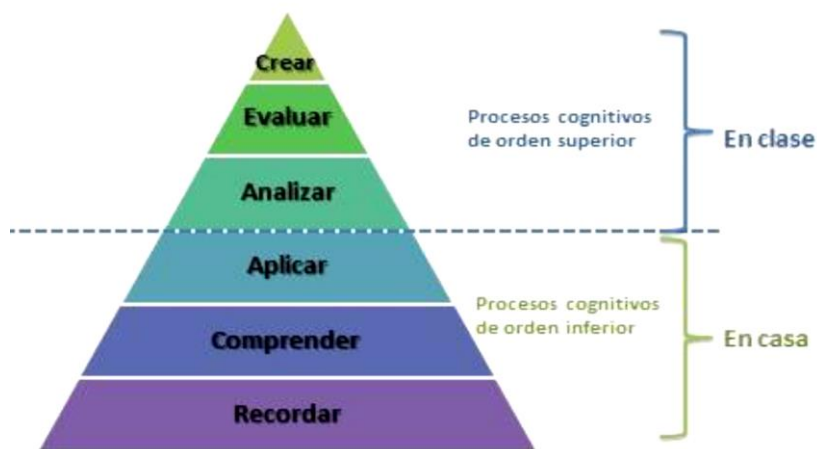 Crear
Evaluar
Analizar
Procesos cognitivos
de orden superior
En clase
Aplicar
Comprender
Recordar
Procesos cognitivos
de orden inferior
En casa